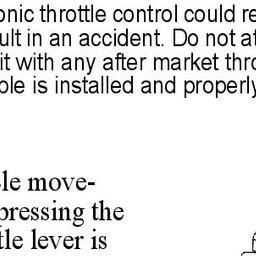 onic throttle control could re
ult in an accident. Do not at
it with any after market thro
ole is installed and properly
le move-
pressing the
tle lever is